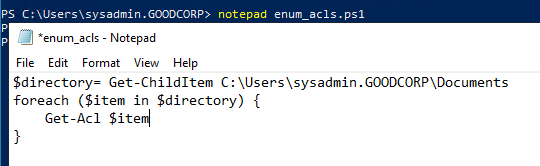 PS C:\Users\sysadmin.GOODCORP> notepad enum_acls.ps1
P
P
*enum_acls - Notepad
File Edit Format View Help
$directory= Get-ChildItem C:\Users\sysadmin.GOODCORP\Documents
foreach ($item in $directory) {
    Get-Acl $item
}